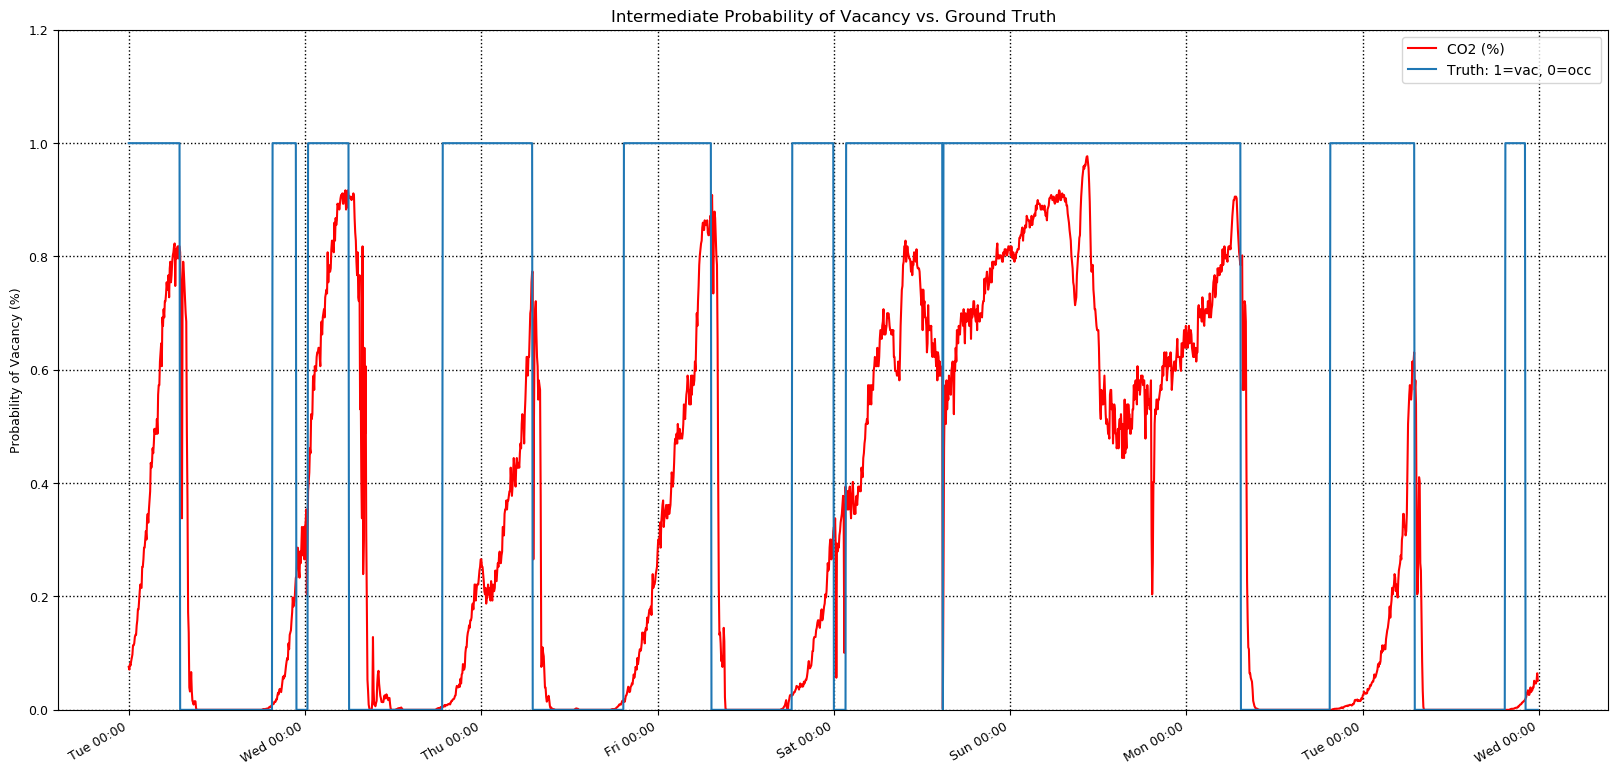 Intermediate Probability of Vacancy vs. Ground Truth
1.2
1.0
0.8
0.6
0.4
0.2
0.0
Probability of Vacancy (%)
CO2 (%)
Truth: 1=vac, 0=occ
Tue 00:00
Wed 00:00
Thu 00:00
Fri 00:00
Sat 00:00
Sun 00:00
Mon 00:00
Tue 00:00
Wed 00:00